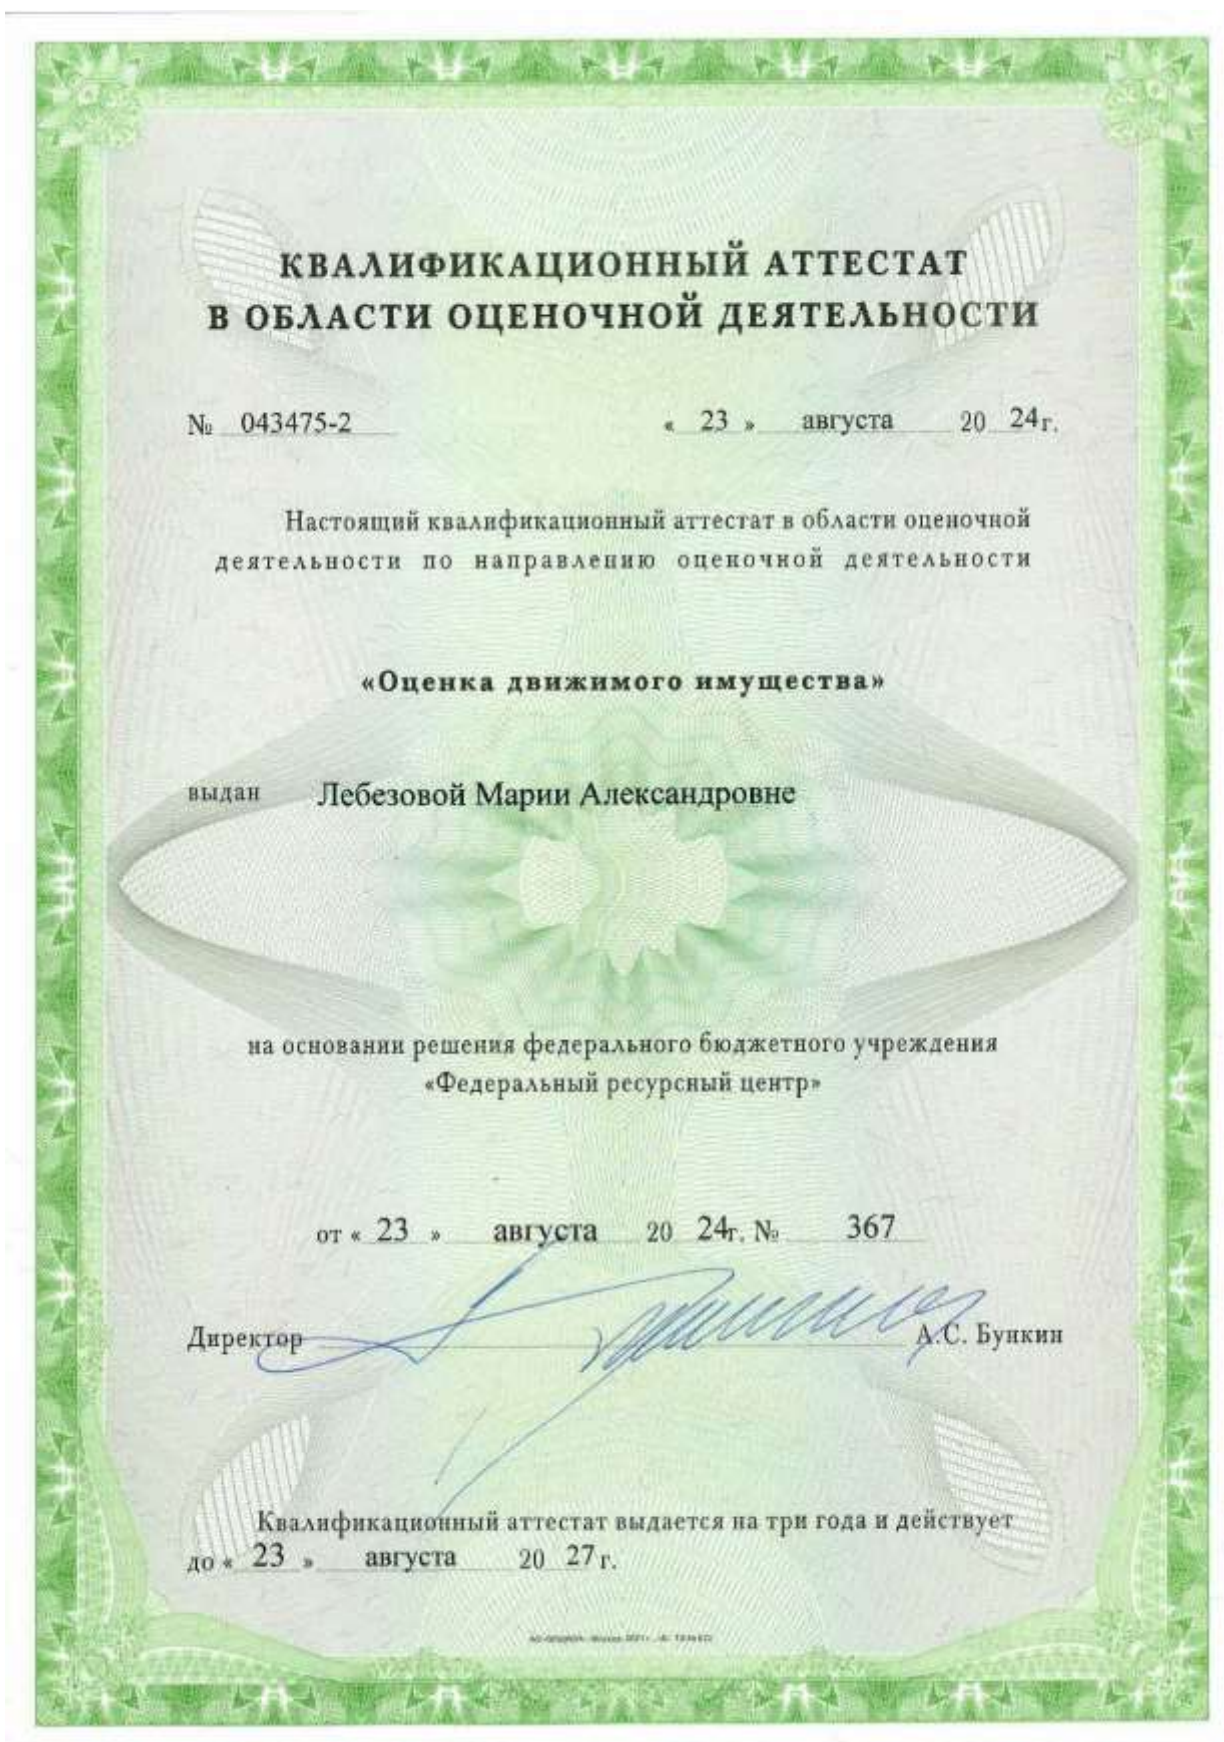 КВАЛИФИКАЦИОННЫЙ АТТЕСТАТ
В ОБЛАСТИ ОЦЕНОЧНОЙ ДЕЯТЕЛЬНОСТИ
№ 043475-2 « 23 » августа 20 24 г.
Настоящий квалификационный аттестат в области оценочной
деятельности по направлению оценочной деятельности
«Оценка движимого имущества»
выдан Лебезовой Марии Александровне
на основании решения федерального бюджетного учреждения
«Федеральный ресурсный центр»
от « 23 » августа 20 24г. № 367
Директор А.С. Бункин
Квалификационный аттестат выдается на три года и действует
до « 23 » августа 20 27 г.